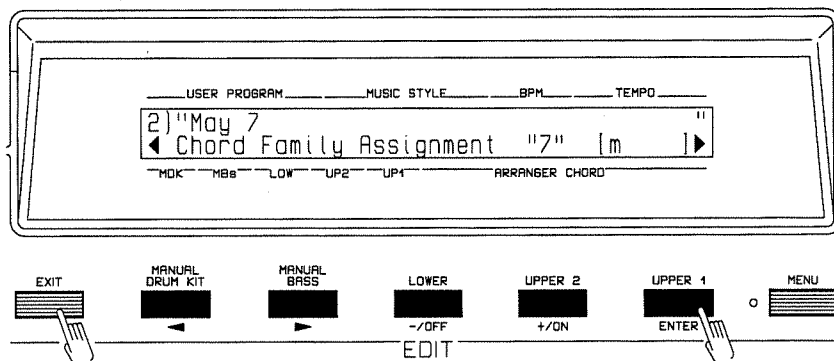 USER PROGRAM MUSIC STYLE BPM TEMPO
2)"May 7 "
◀ Chord Family Assignment "7" [m ]▶
MDK MBs LOW UP2 UP1 ARRANGER CHORD
EXIT MANUAL DRUM KIT MANUAL BASS LOWER UPPER 2 UPPER 1 MENU
◀ ▶ -/OFF +/ON ENTER
EDIT